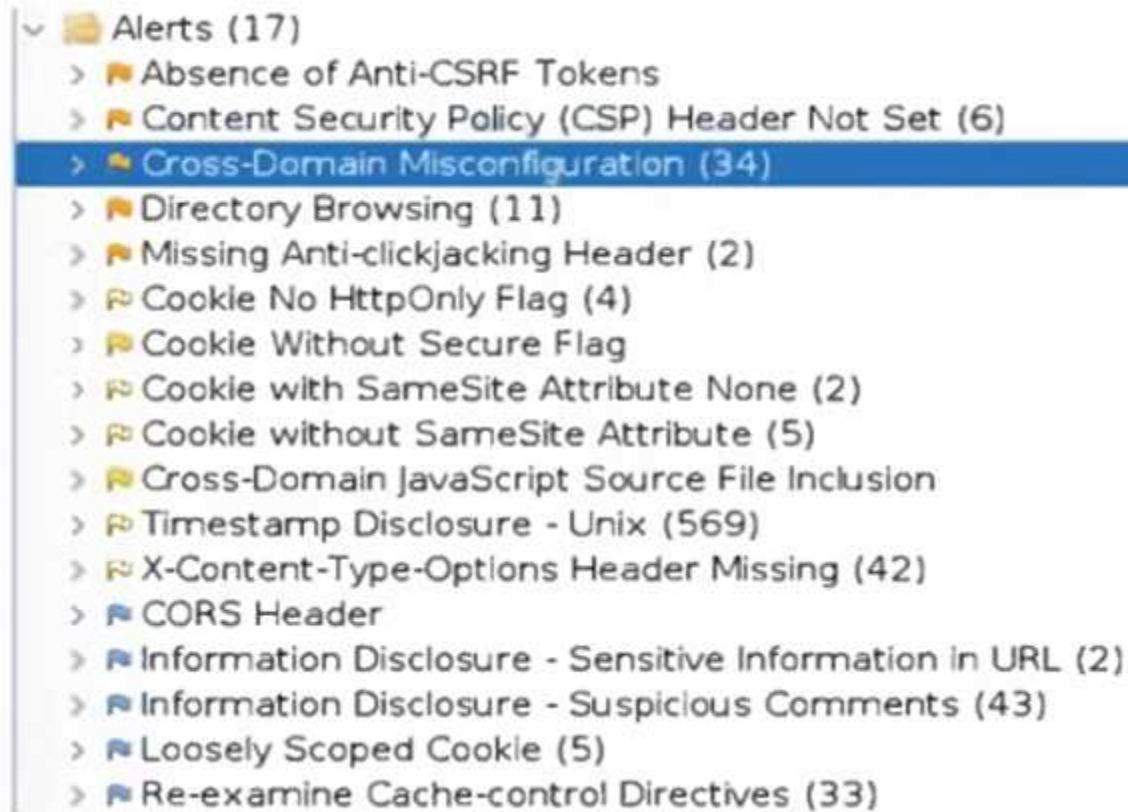 Alerts (17)
Absence of Anti-CSRF Tokens
Content Security Policy (CSP) Header Not Set (6)
Cross-Domain Misconfiguration (34)
Directory Browsing (11)
Missing Anti-clickjacking Header (2)
Cookie No HttpOnly Flag (4)
Cookie Without Secure Flag
Cookie with SameSite Attribute None (2)
Cookie without SameSite Attribute (5)
Cross-Domain JavaScript Source File Inclusion
Timestamp Disclosure - Unix (569)
X-Content-Type-Options Header Missing (42)
CORS Header
Information Disclosure - Sensitive Information in URL (2)
Information Disclosure - Suspicious Comments (43)
Loosely Scoped Cookie (5)
Re-examine Cache-control Directives (33)